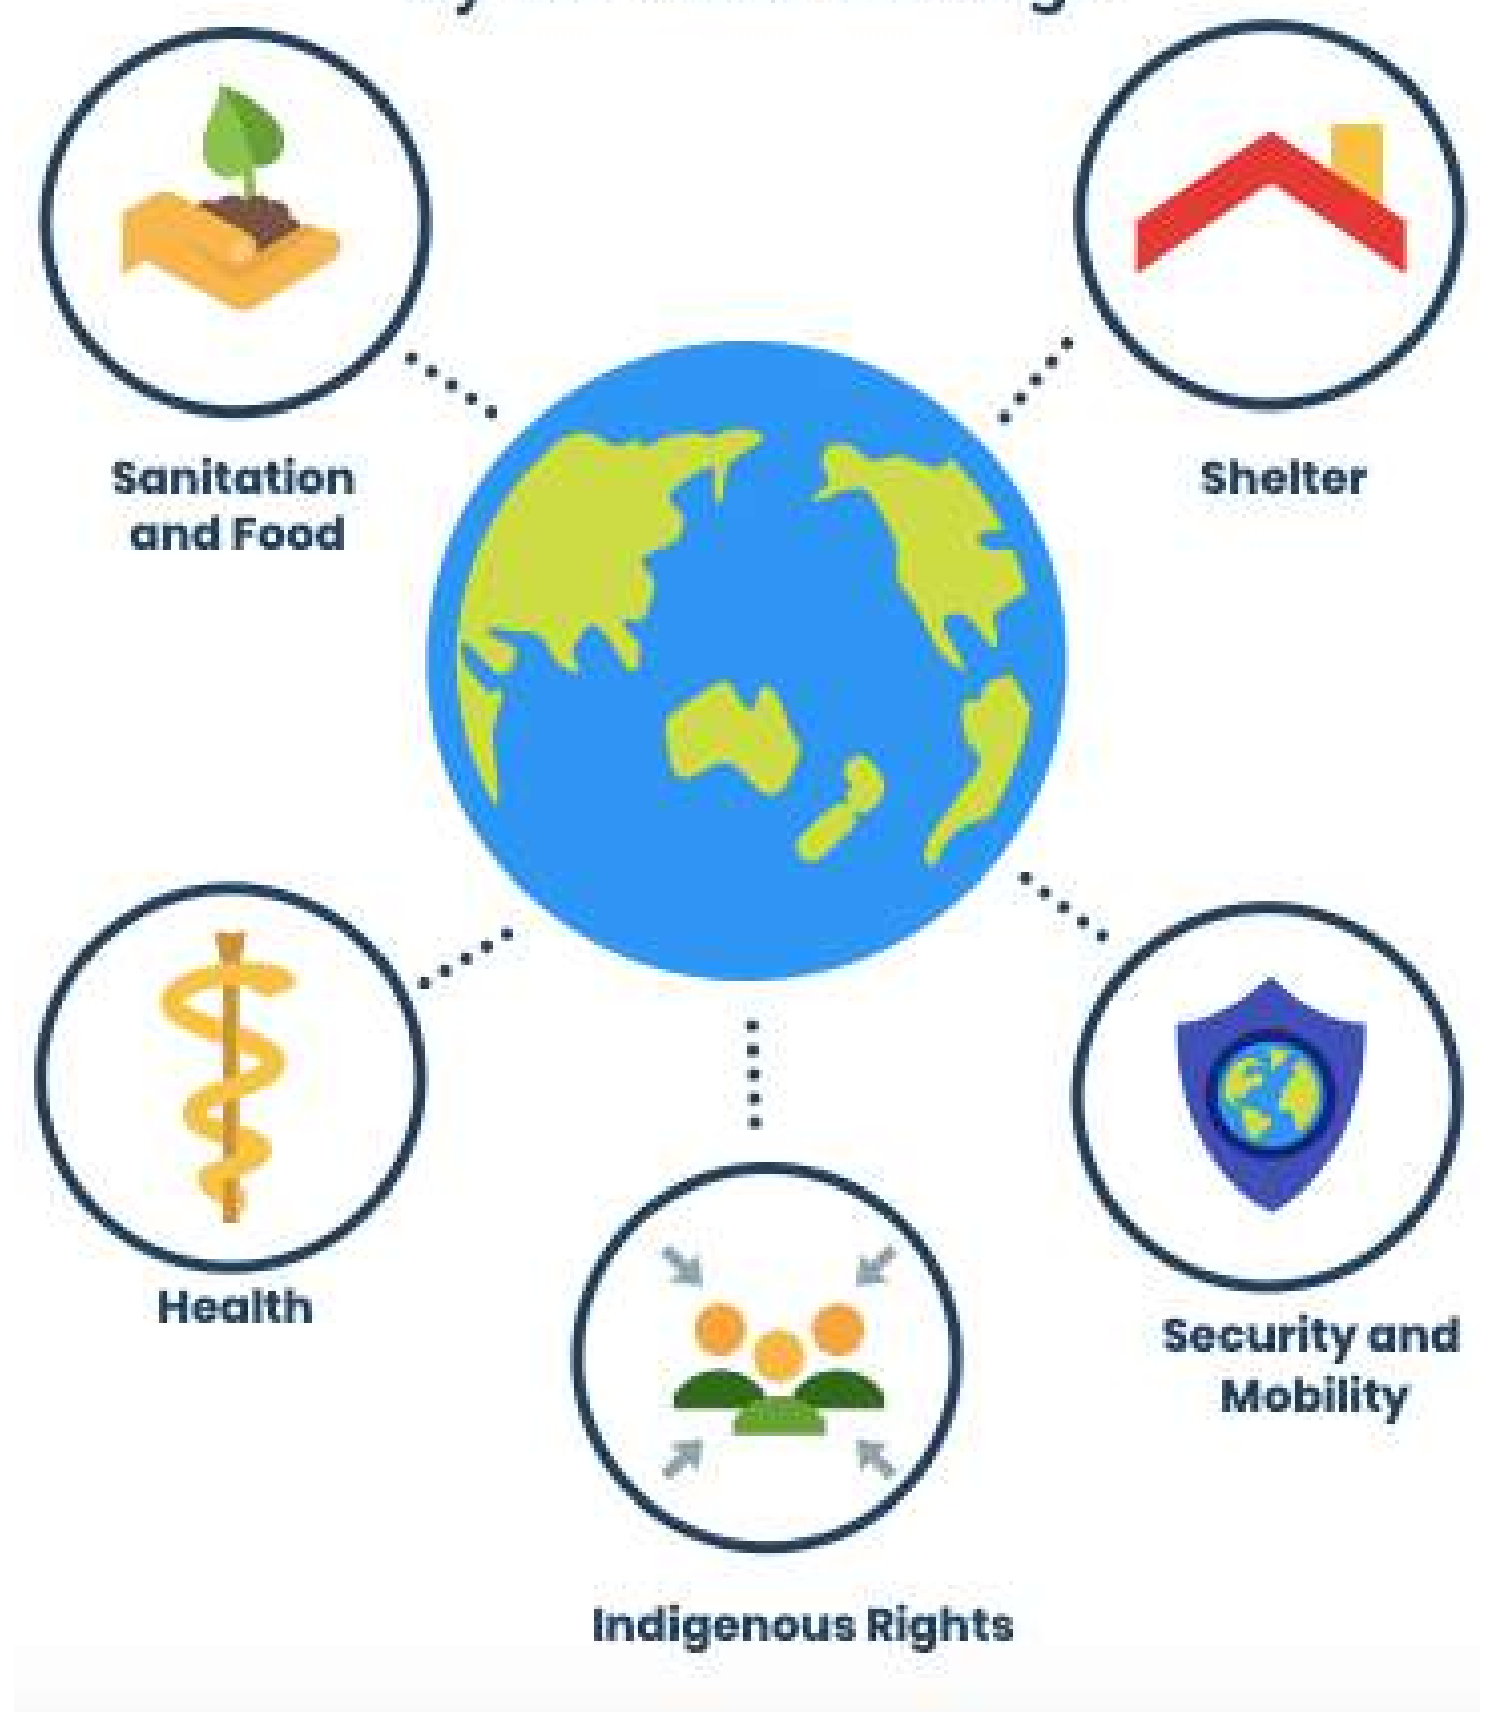 Sanitation
and Food
Shelter
Health
Security and
Mobility
Indigenous Rights